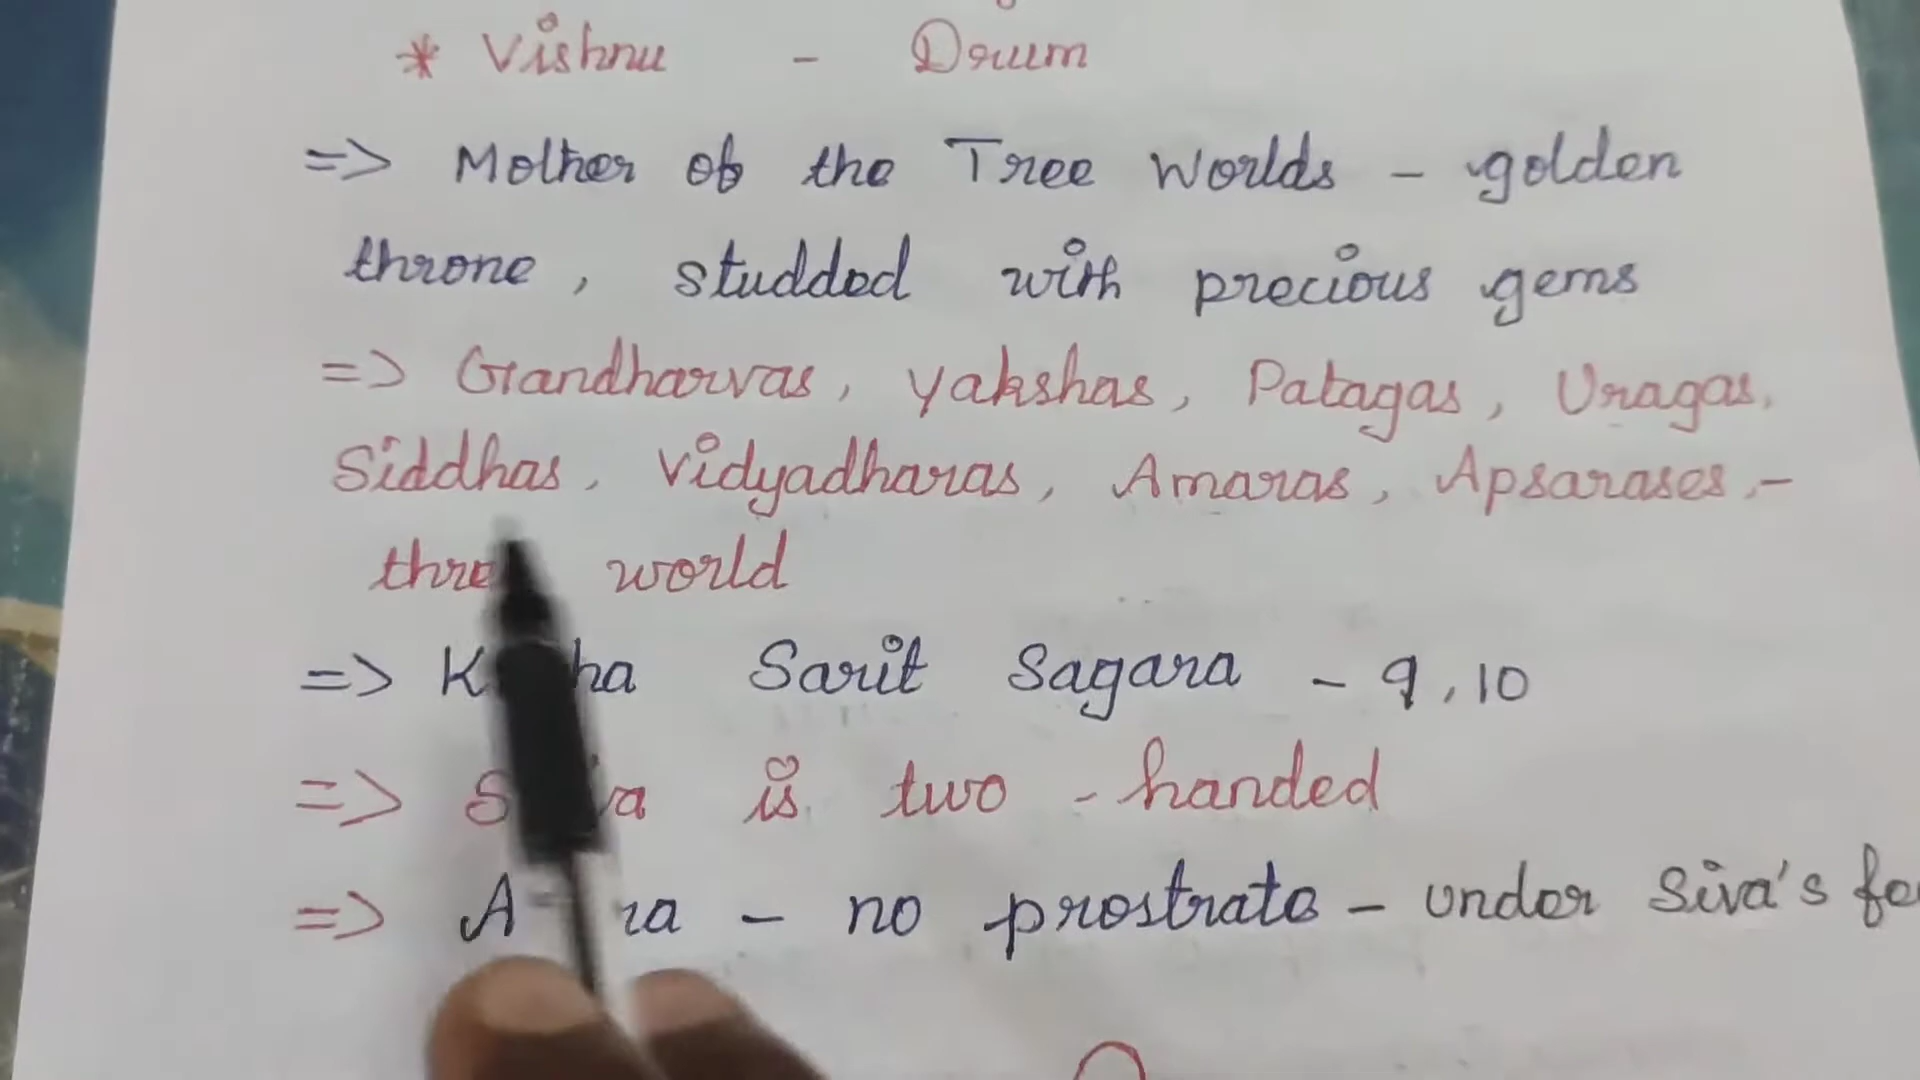 * Vishnu - Drum
=> Mother of the Tree Worlds - golden
throne, studded with precious gems
=> Gandharvas, Yakshas, Patagas, Uragas,
Siddhas, Vidyadharas, Amaras, Apsarases, -
world
=> Sarit Sagara - 9, 10
=> is two - handed
=> - no prostrate - under Siva's